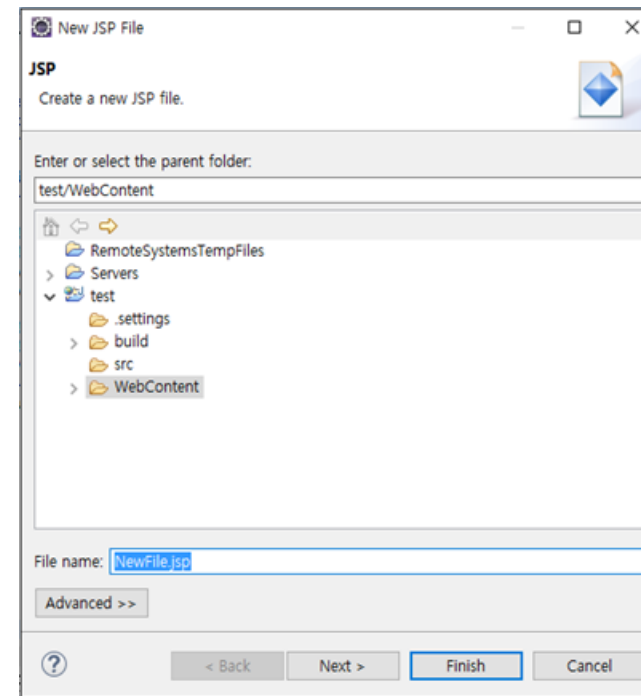 New JSP File
JSP
Create a new JSP file.
Enter or select the parent folder:
test/WebContent
RemoteSystemsTempFiles
Servers
test
.settings
build
src
WebContent
File name: NewFile.jsp
Advanced >>
? < Back Next > Finish Cancel